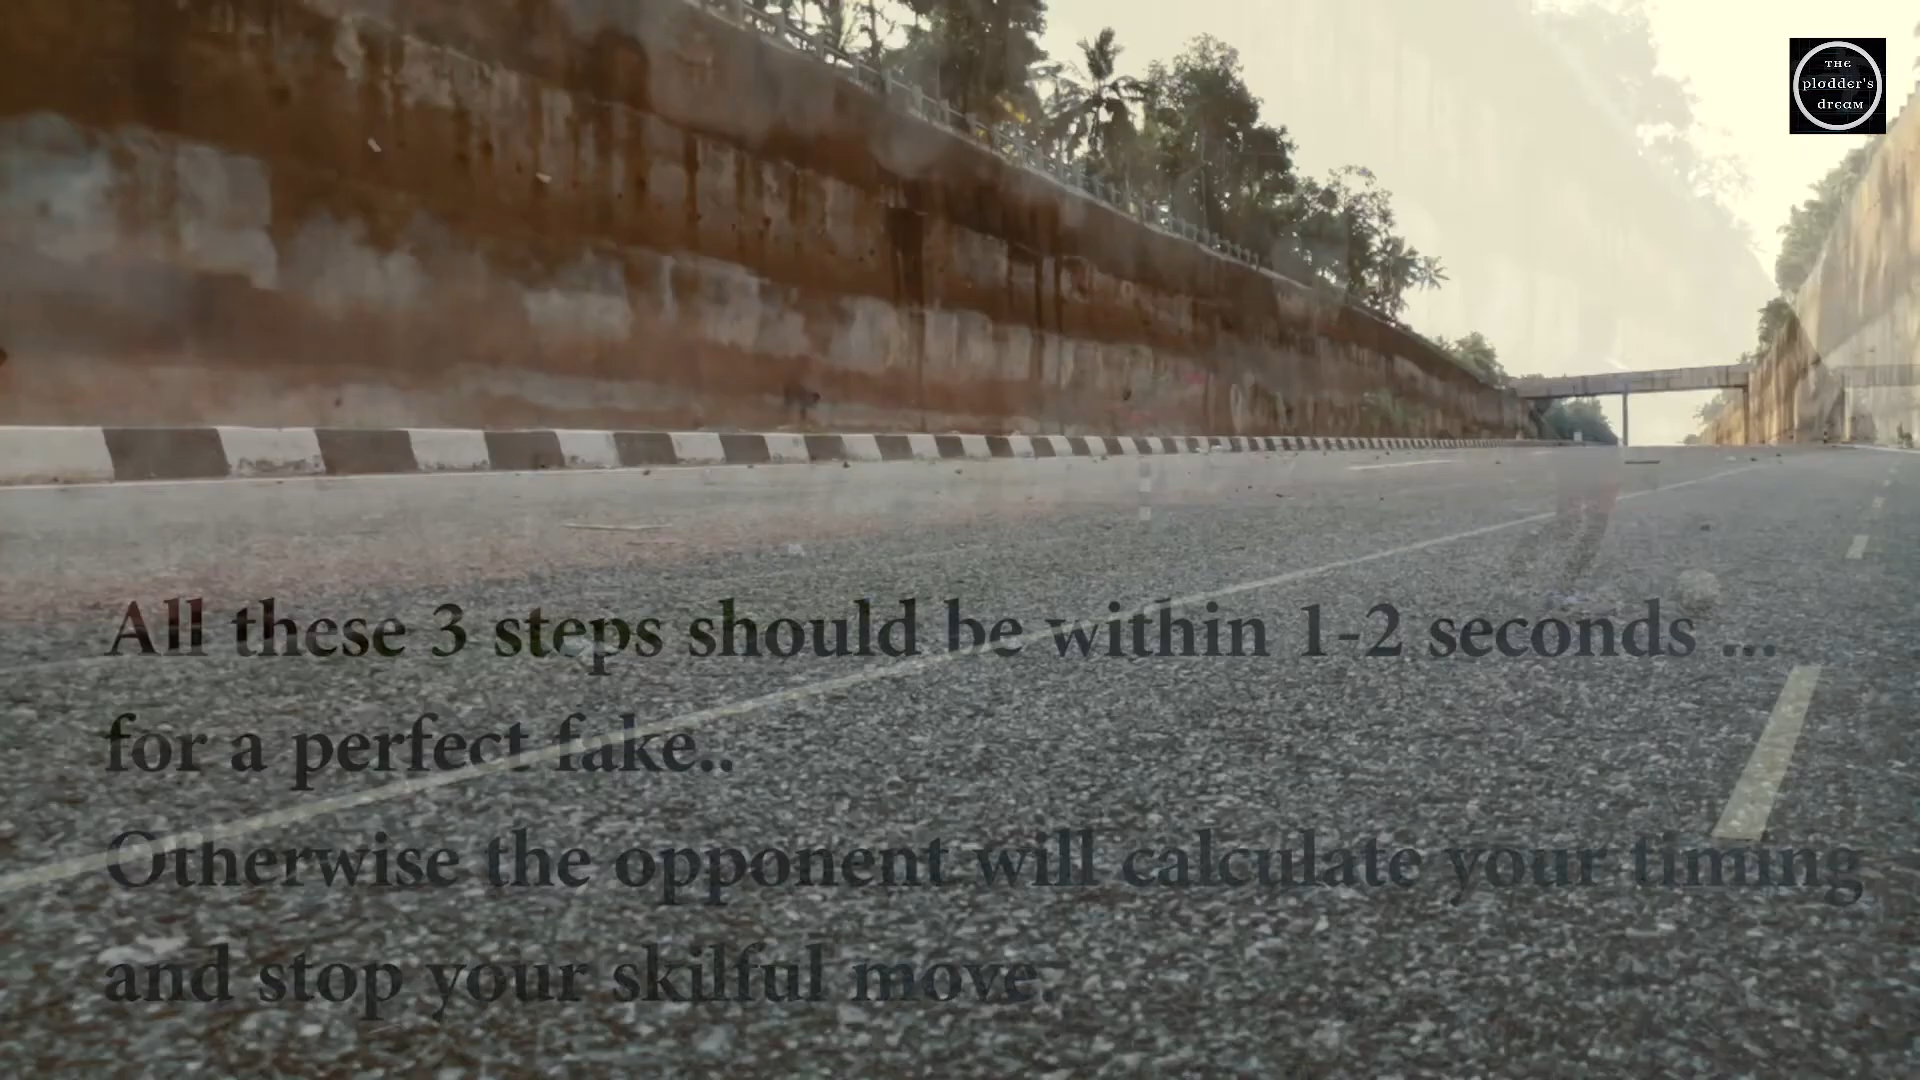 THE
plodder's
dream
All these 3 steps should be within 1-2 seconds ...
for a perfect fake..
Otherwise the opponent will calculate your timing
and stop your skilful move.